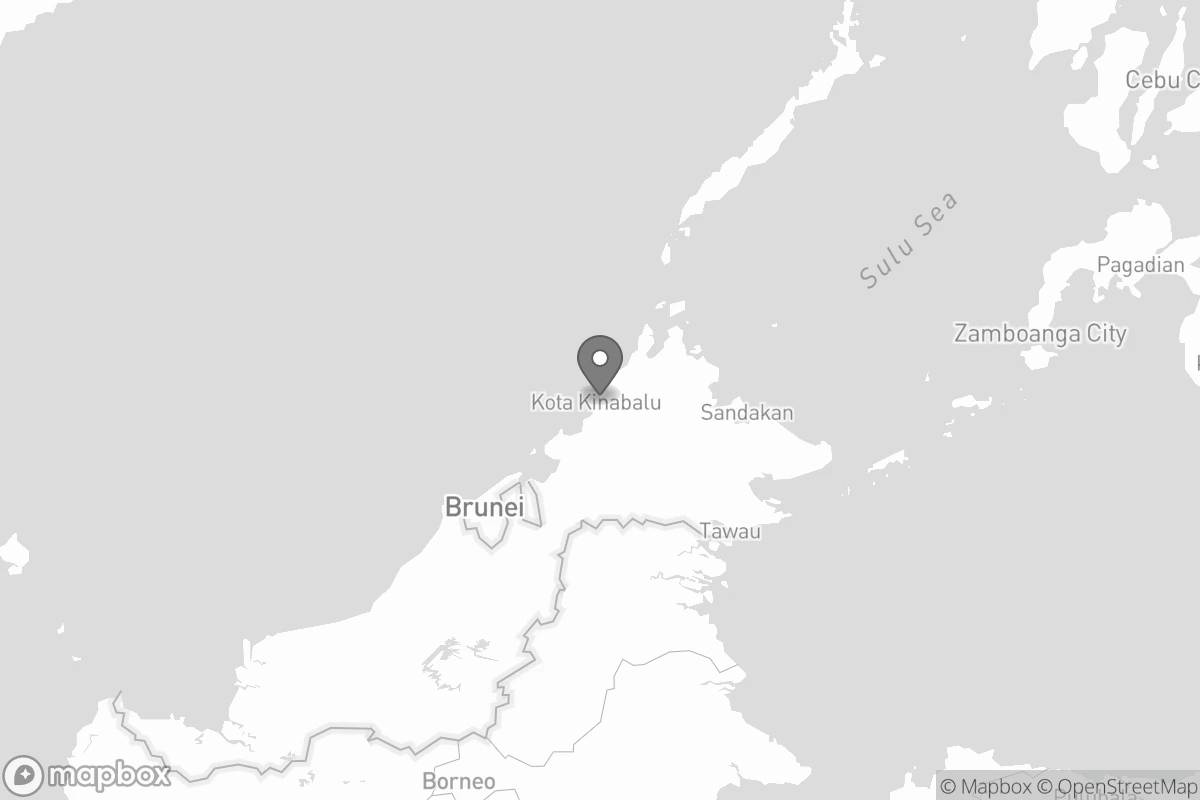 Cebu C
Sulu Sea
Pagadian
Zamboanga City
Kota Kinabalu
Sandakan
Brunei
Tawau
Borneo
mapbox
© Mapbox © OpenStreetMap